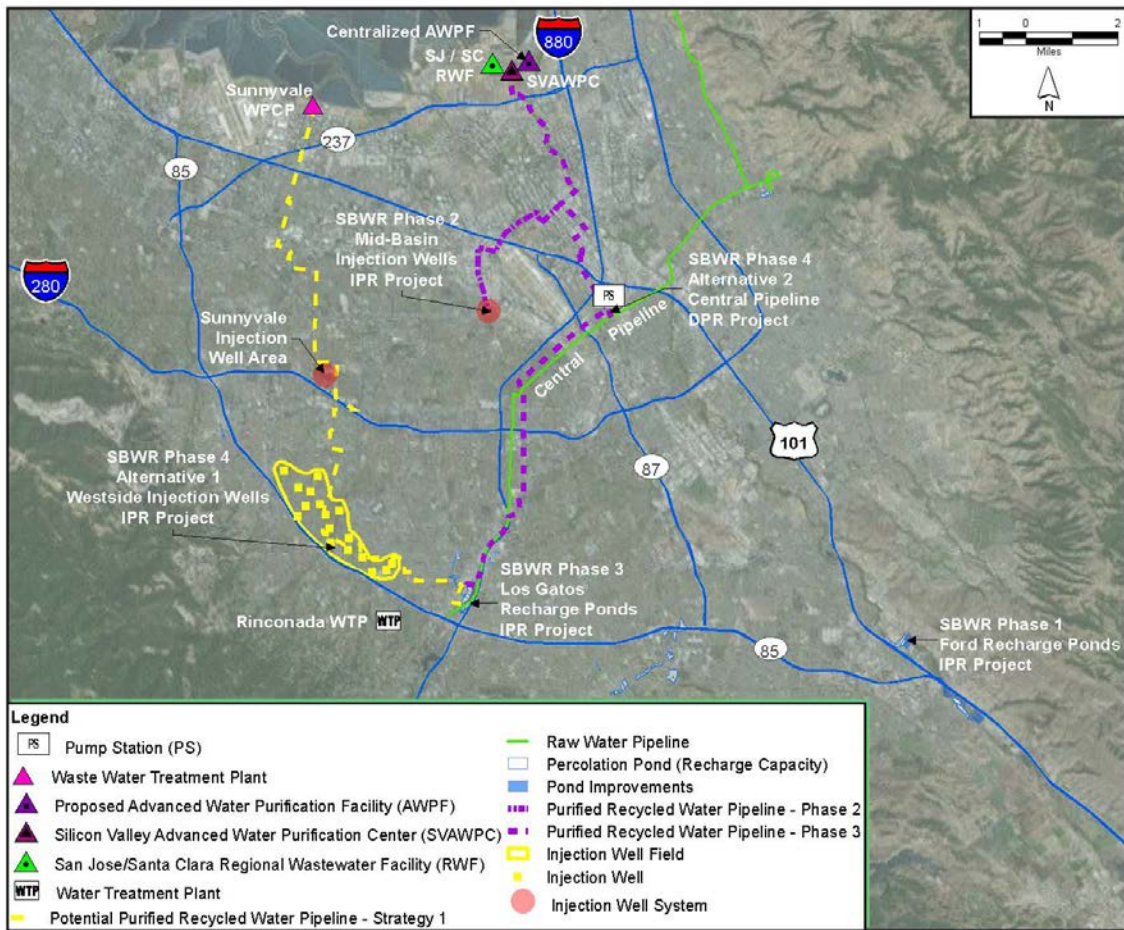 1 0 2
Miles
N
Centralized AWPF
880
SJ / SC
RWF
SVAWPC
Sunnyvale
WPCP
237
85
SBWR Phase 2
Mid-Basin
Injection Wells
IPR Project
SBWR Phase 4
Alternative 2
Central Pipeline
DPR Project
280
PS
Sunnyvale
Injection
Well Area
Central Pipeline
101
87
SBWR Phase 4
Alternative 1
Westside Injection Wells
IPR Project
SBWR Phase 3
Los Gatos
Recharge Ponds
IPR Project
Rinconada WTP WTP
85
SBWR Phase 1
Ford Recharge Ponds
IPR Project
Legend
PS Pump Station (PS)
Waste Water Treatment Plant
Proposed Advanced Water Purification Facility (AWPF)
Silicon Valley Advanced Water Purification Center (SVAWPC)
San Jose/Santa Clara Regional Wastewater Facility (RWF)
WTP Water Treatment Plant
Potential Purified Recycled Water Pipeline - Strategy 1
Raw Water Pipeline
Percolation Pond (Recharge Capacity)
Pond Improvements
Purified Recycled Water Pipeline - Phase 2
Purified Recycled Water Pipeline - Phase 3
Injection Well Field
Injection Well
Injection Well System